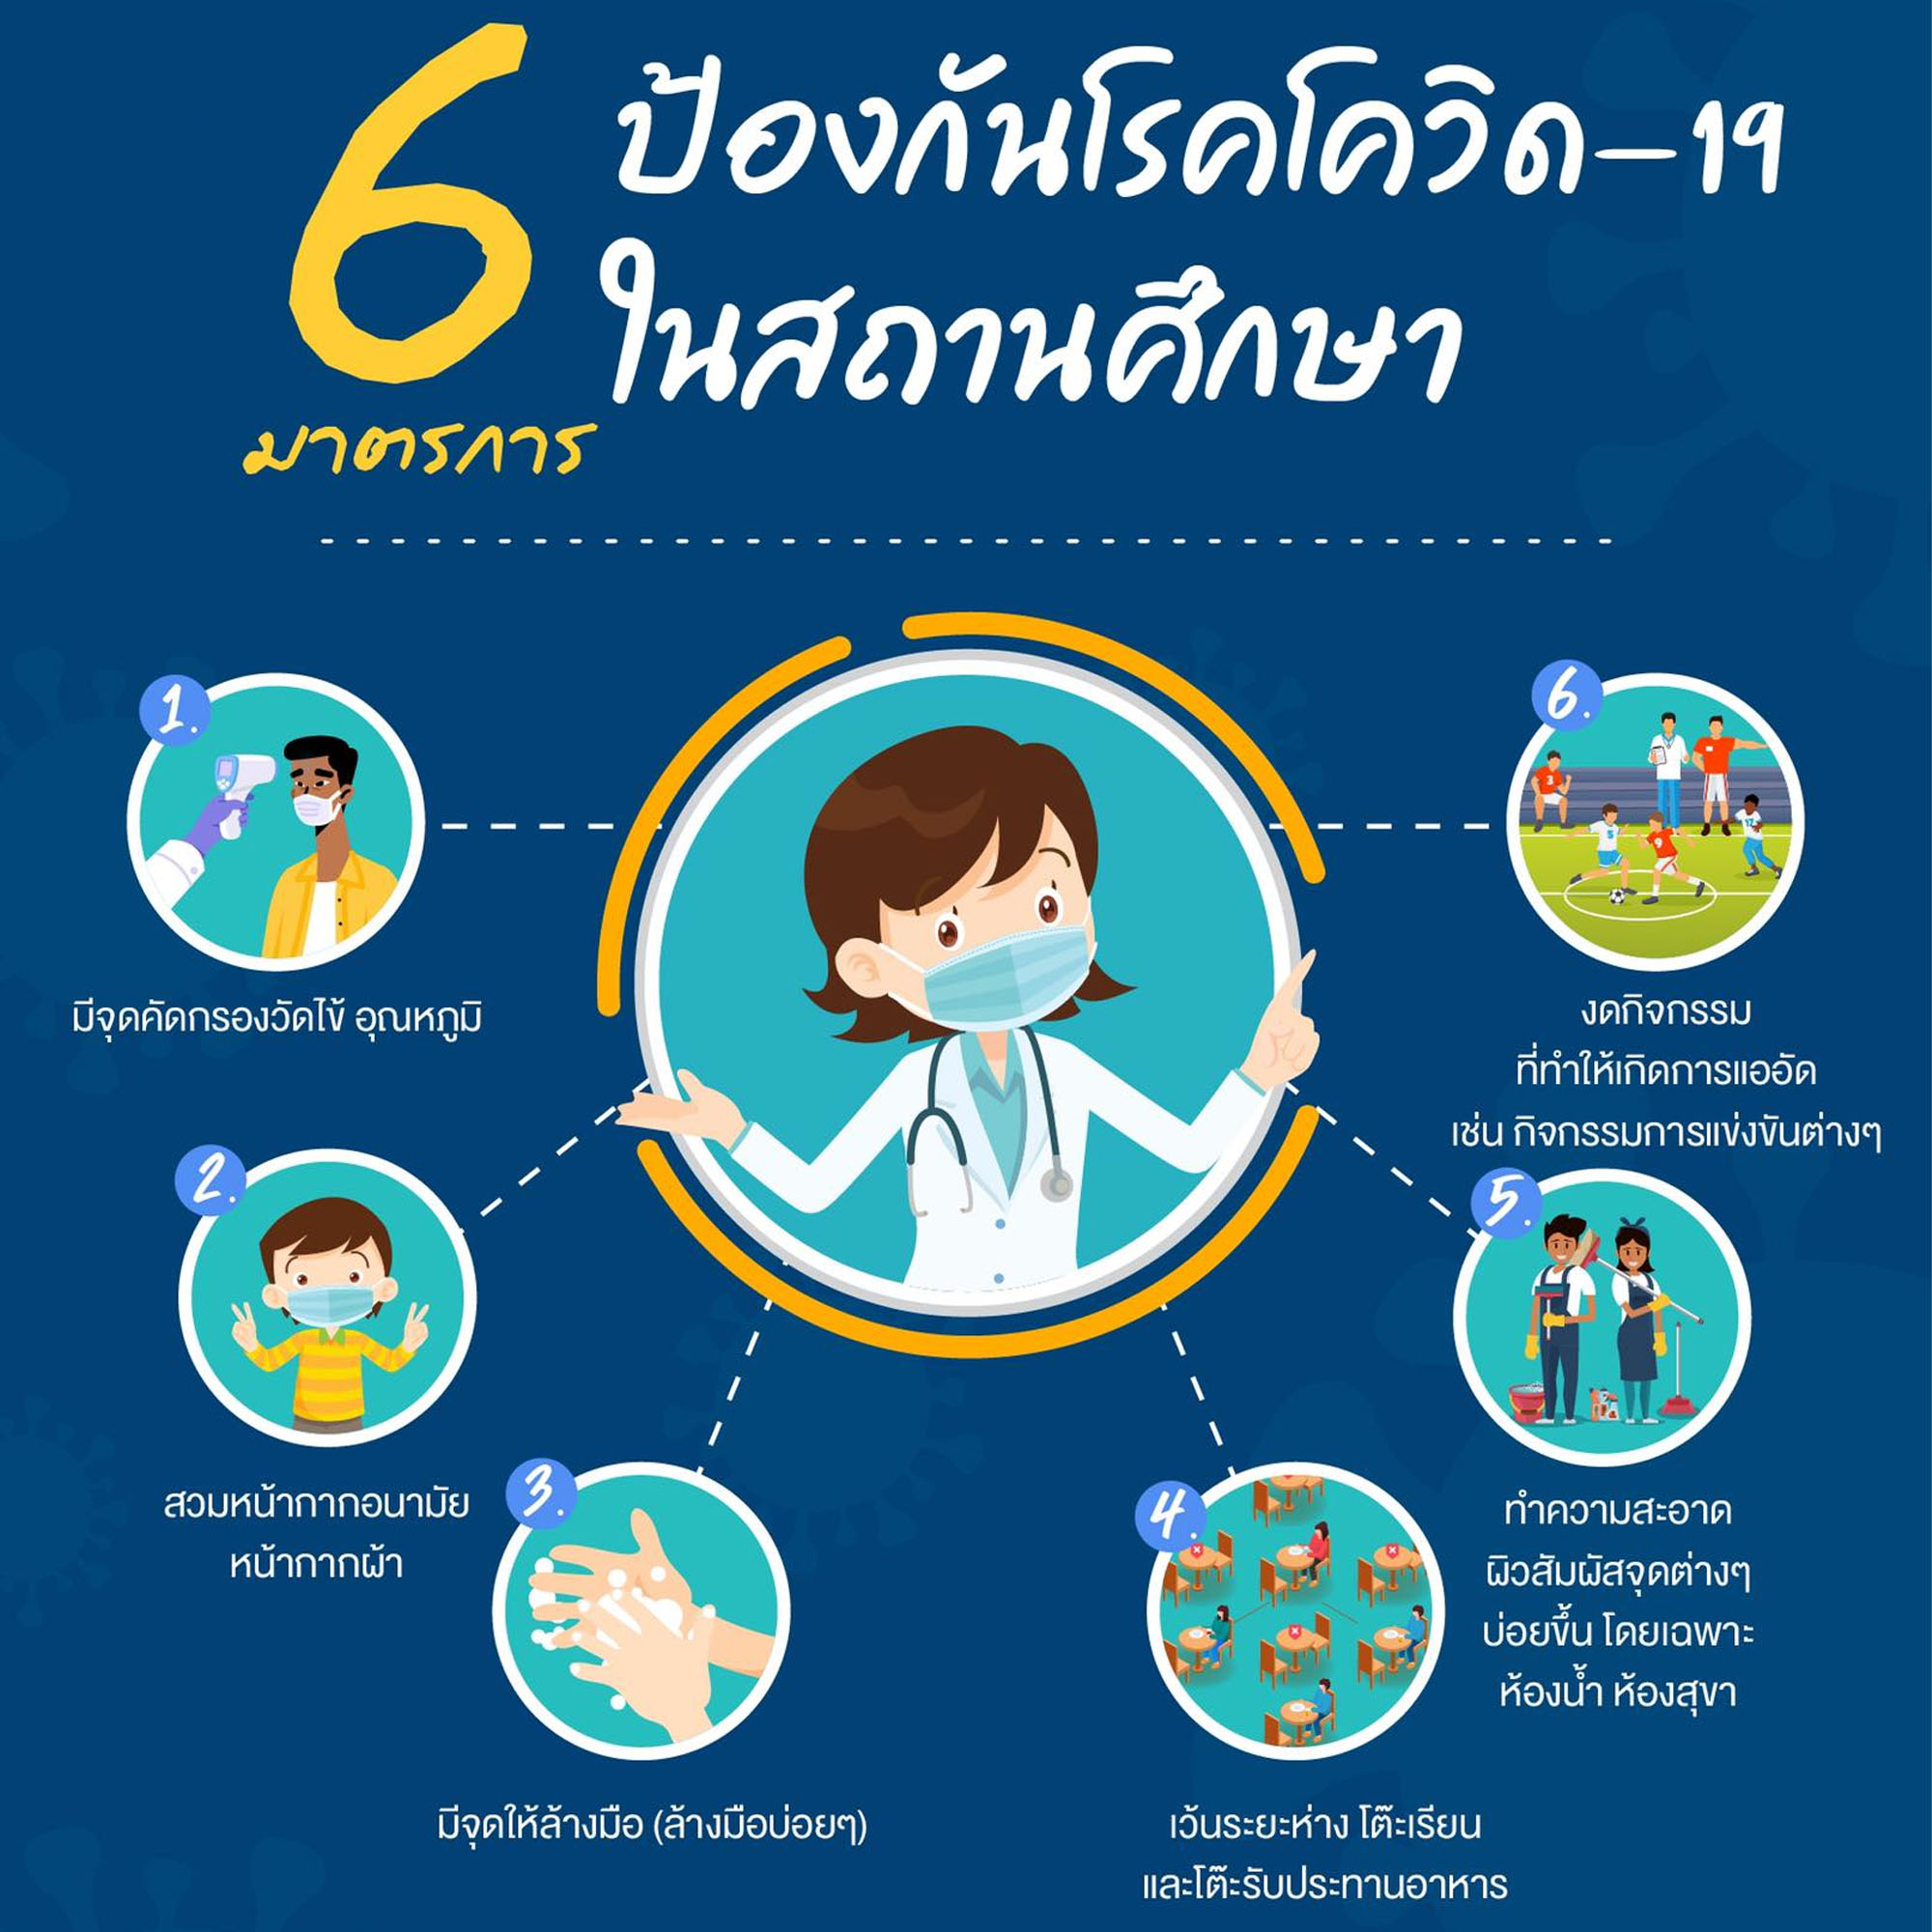 6
มาตรการ
ป้องกันโรคโควิด-19
ในสถานศึกษา
1.
มีจุดคัดกรองวัดไข้ อุณหภูมิ
2.
สวมหน้ากากอนามัย
หน้ากากผ้า
3.
มีจุดให้ล้างมือ (ล้างมือบ่อยๆ)
4.
เว้นระยะห่าง โต๊ะเรียน
และโต๊ะรับประทานอาหาร
5.
ทำความสะอาด
ผิวสัมผัสจุดต่างๆ
บ่อยขึ้น โดยเฉพาะ
ห้องน้ำ ห้องสุขา
6.
งดกิจกรรม
ที่ทำให้เกิดการแออัด
เช่น กิจกรรมการแข่งขันต่างๆ